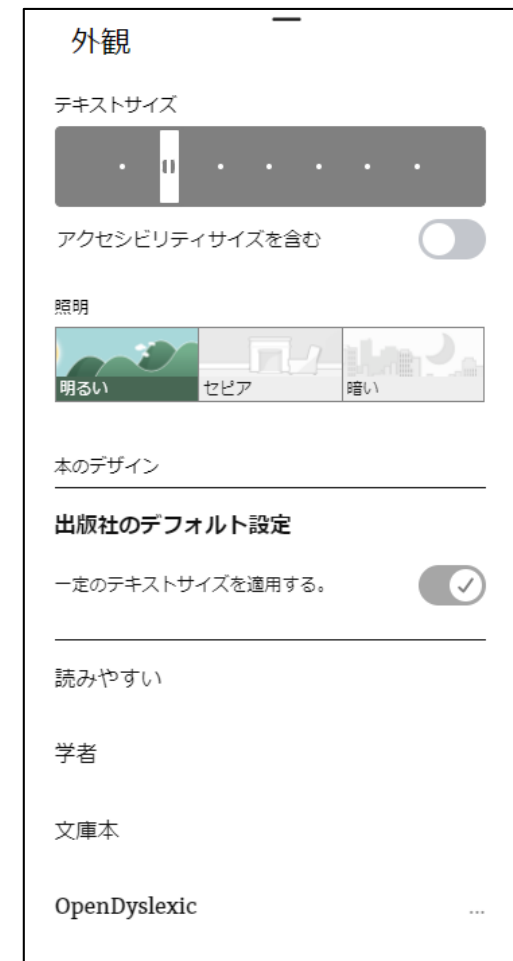 外観
テキストサイズ
アクセシビリティサイズを含む
照明
明るい
セピア
暗い
本のデザイン
出版社のデフォルト設定
一定のテキストサイズを適用する。
読みやすい
学者
文庫本
OpenDyslexic ...